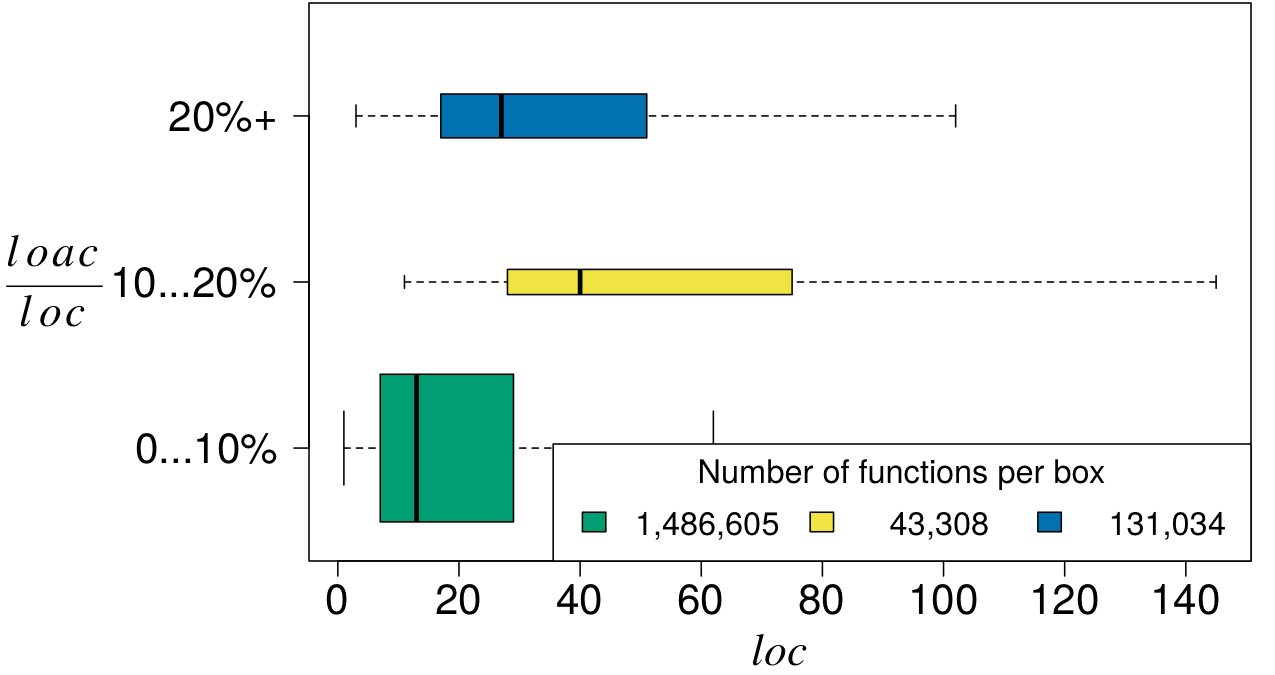 20%+
loac
loc
10...20%
0...10%
Number of functions per box
1,486,605 43,308 131,034
0 20 40 60 80 100 120 140
loc